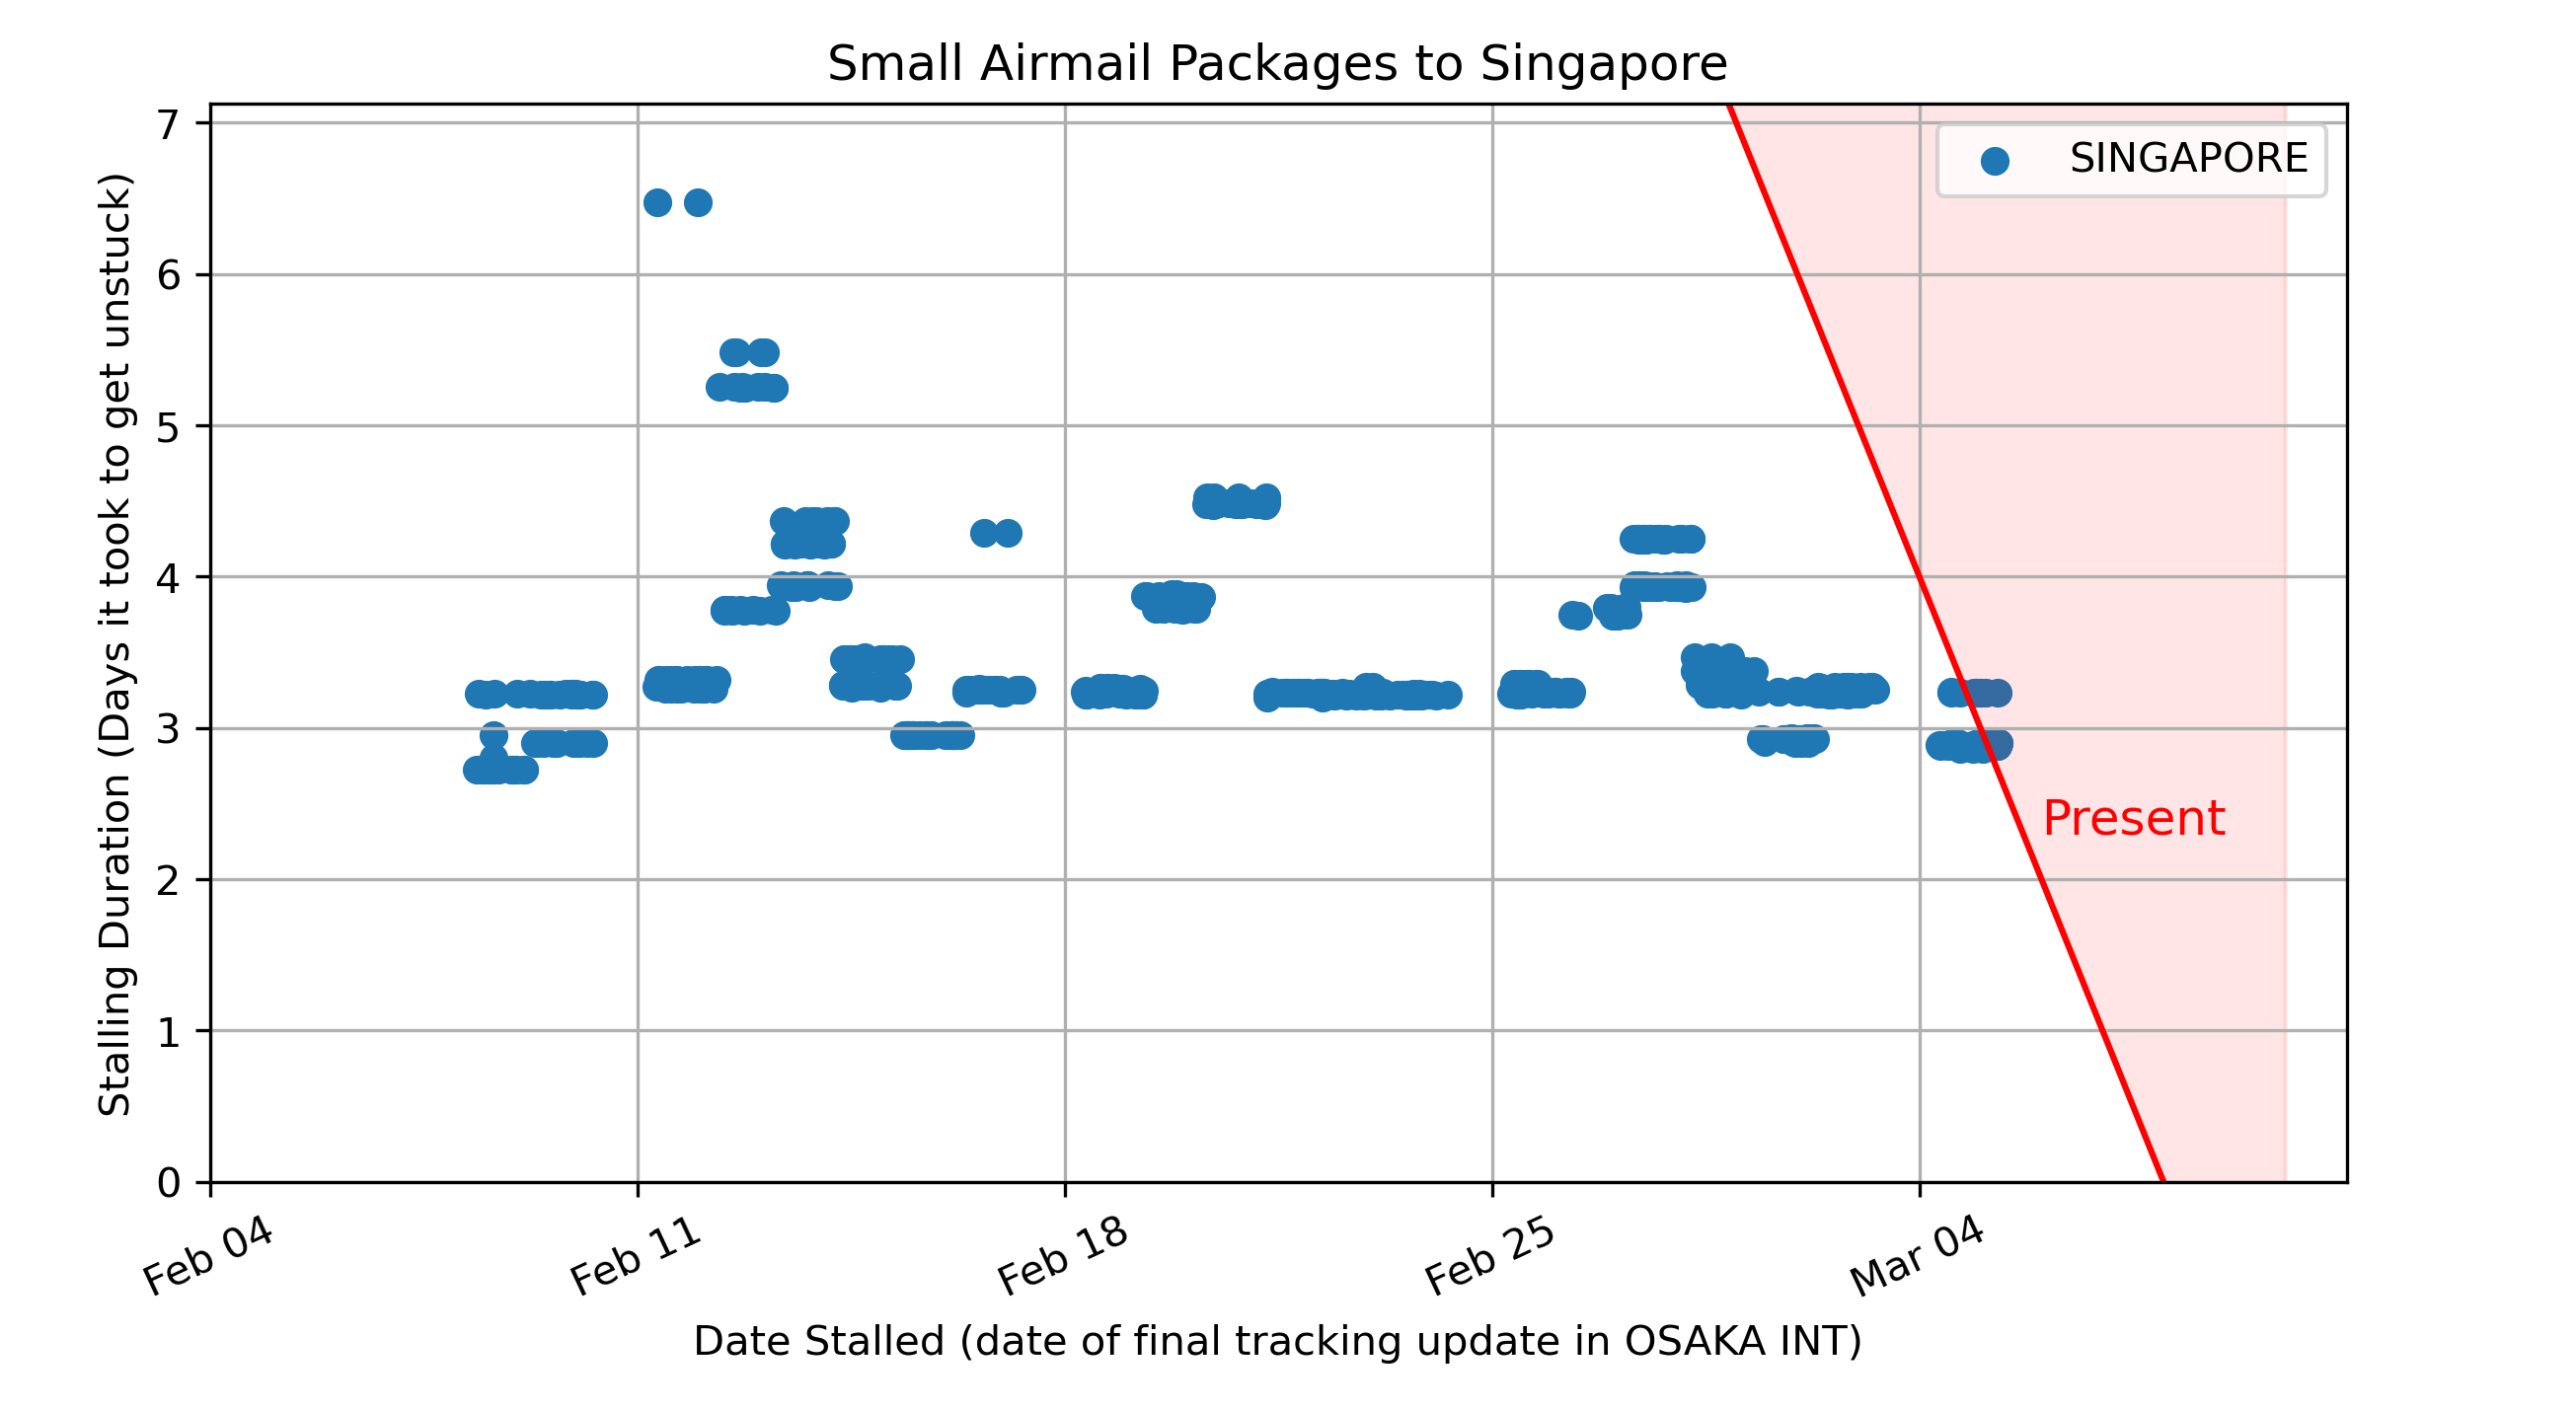 Small Airmail Packages to Singapore
Stalling Duration (Days it took to get unstuck)
7
6
5
4
3
2
1
0
SINGAPORE
Present
Feb 04
Feb 11
Feb 18
Feb 25
Mar 04
Date Stalled (date of final tracking update in OSAKA INT)